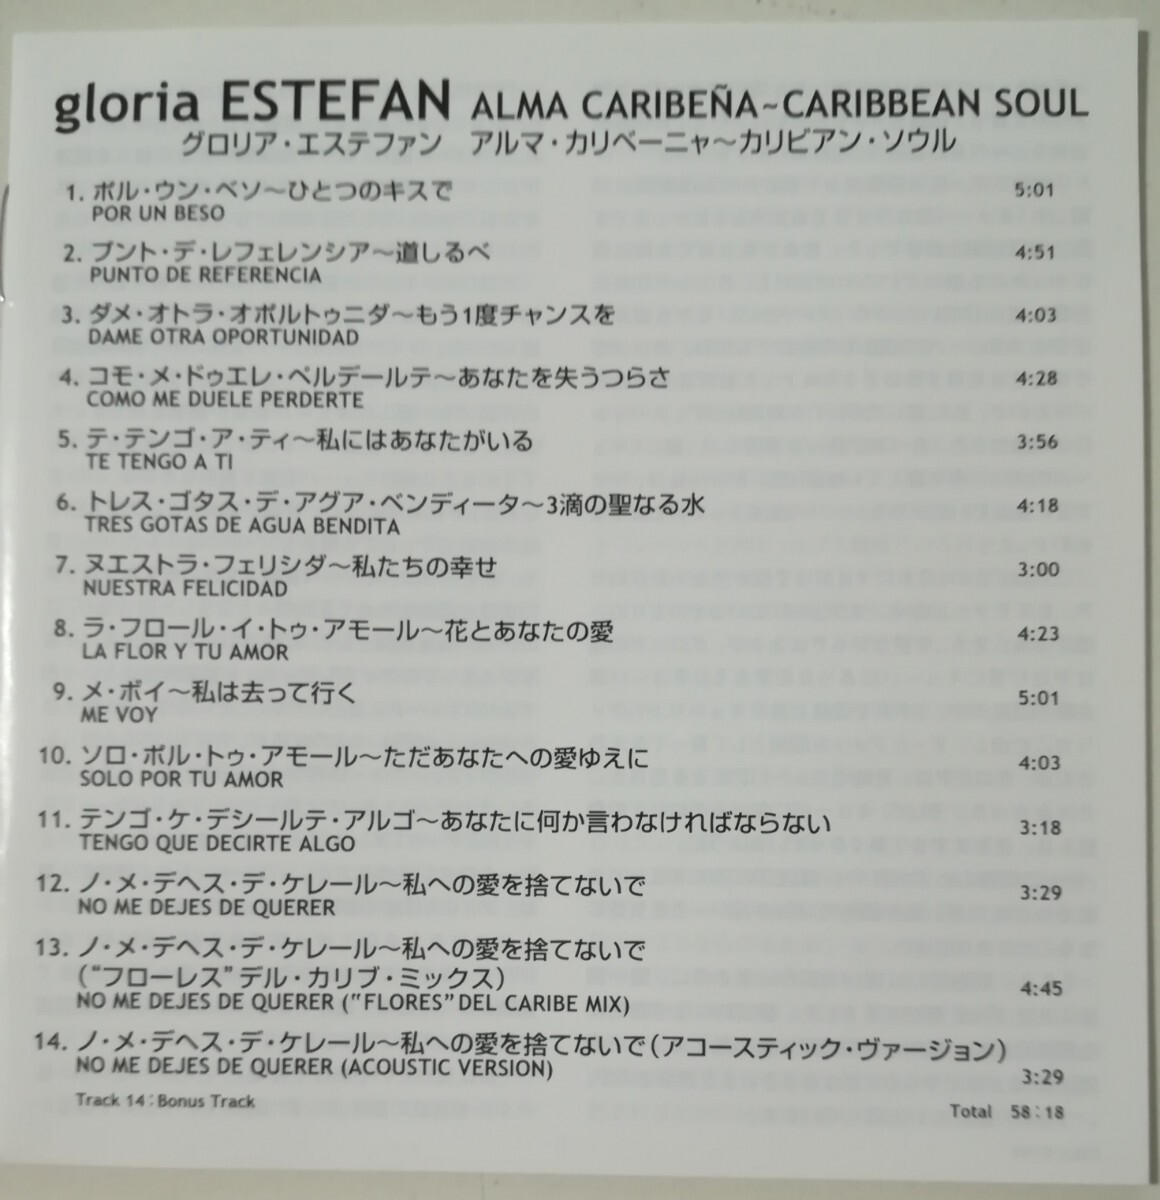 gloria ESTEFAN ALMA CARIBEÑA~CARIBBEAN SOUL
グロリア・エステファン　アルマ・カリベーニャ～カリビアン・ソウル
1. ポル・ウン・ベソ～ひとつのキスで 5:01
POR UN BESO
2. プント・デ・レフェレンシア～道しるべ 4:51
PUNTO DE REFERENCIA
3. ダメ・オトラ・オポルトゥニダ～もう1度チャンスを 4:03
DAME OTRA OPORTUNIDAD
4. コモ・メ・ドゥエレ・ペルデールテ～あなたを失うつらさ 4:28
COMO ME DUELE PERDERTE
5. テ・テンゴ・ア・ティ～私にはあなたがいる 3:56
TE TENGO A TI
6. トレス・ゴタス・デ・アグア・ベンディータ～3滴の聖なる水 4:18
TRES GOTAS DE AGUA BENDITA
7. ヌエストラ・フェリシダ～私たちの幸せ 3:00
NUESTRA FELICIDAD
8. ラ・フロール・イ・トゥ・アモール～花とあなたの愛 4:23
LA FLOR Y TU AMOR
9. メ・ボイ～私は去って行く 5:01
ME VOY
10. ソロ・ポル・トゥ・アモール～ただあなたへの愛ゆえに 4:03
SOLO POR TU AMOR
11. テンゴ・ケ・デシールテ・アルゴ～あなたに何か言わなければならない 3:18
TENGO QUE DECIRTE ALGO
12. ノ・メ・デヘス・デ・ケレール～私への愛を捨てないで 3:29
NO ME DEJES DE QUERER
13. ノ・メ・デヘス・デ・ケレール～私への愛を捨てないで
（“フローレス”デル・カリブ・ミックス） 4:45
NO ME DEJES DE QUERER (“FLORES” DEL CARIBE MIX)
14. ノ・メ・デヘス・デ・ケレール～私への愛を捨てないで（アコースティック・ヴァージョン）
NO ME DEJES DE QUERER (ACOUSTIC VERSION) 3:29
Track 14：Bonus Track
Total 58：18